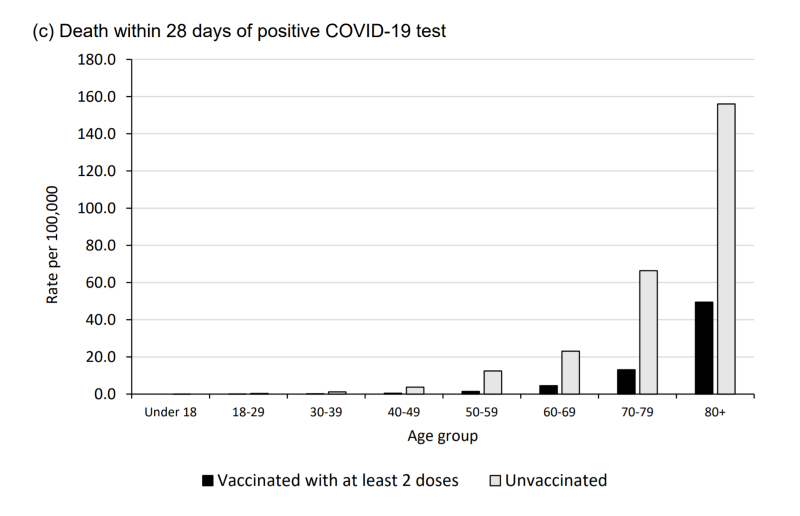 (c) Death within 28 days of positive COVID-19 test
180.0
160.0
140.0
120.0
100.0
80.0
60.0
40.0
20.0
0.0
Rate per 100,000
Under 18 18-29 30-39 40-49 50-59 60-69 70-79 80+
Age group
Vaccinated with at least 2 doses Unvaccinated